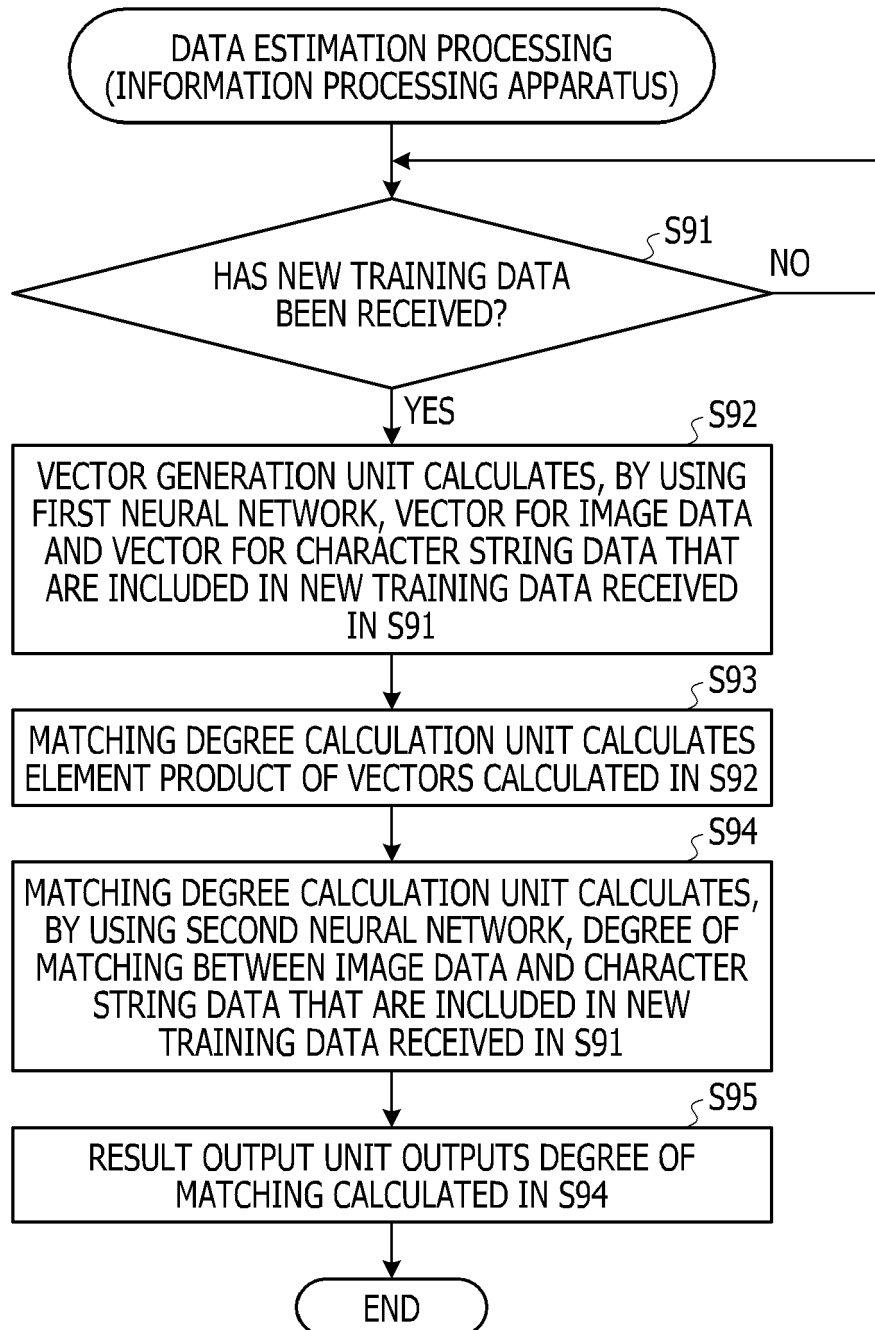 DATA ESTIMATION PROCESSING
(INFORMATION PROCESSING APPARATUS)
S91
HAS NEW TRAINING DATA
BEEN RECEIVED?
NO
YES
S92
VECTOR GENERATION UNIT CALCULATES, BY USING
FIRST NEURAL NETWORK, VECTOR FOR IMAGE DATA
AND VECTOR FOR CHARACTER STRING DATA THAT
ARE INCLUDED IN NEW TRAINING DATA RECEIVED
IN S91
S93
MATCHING DEGREE CALCULATION UNIT CALCULATES
ELEMENT PRODUCT OF VECTORS CALCULATED IN S92
S94
MATCHING DEGREE CALCULATION UNIT CALCULATES,
BY USING SECOND NEURAL NETWORK, DEGREE OF
MATCHING BETWEEN IMAGE DATA AND CHARACTER
STRING DATA THAT ARE INCLUDED IN NEW
TRAINING DATA RECEIVED IN S91
S95
RESULT OUTPUT UNIT OUTPUTS DEGREE OF
MATCHING CALCULATED IN S94
END